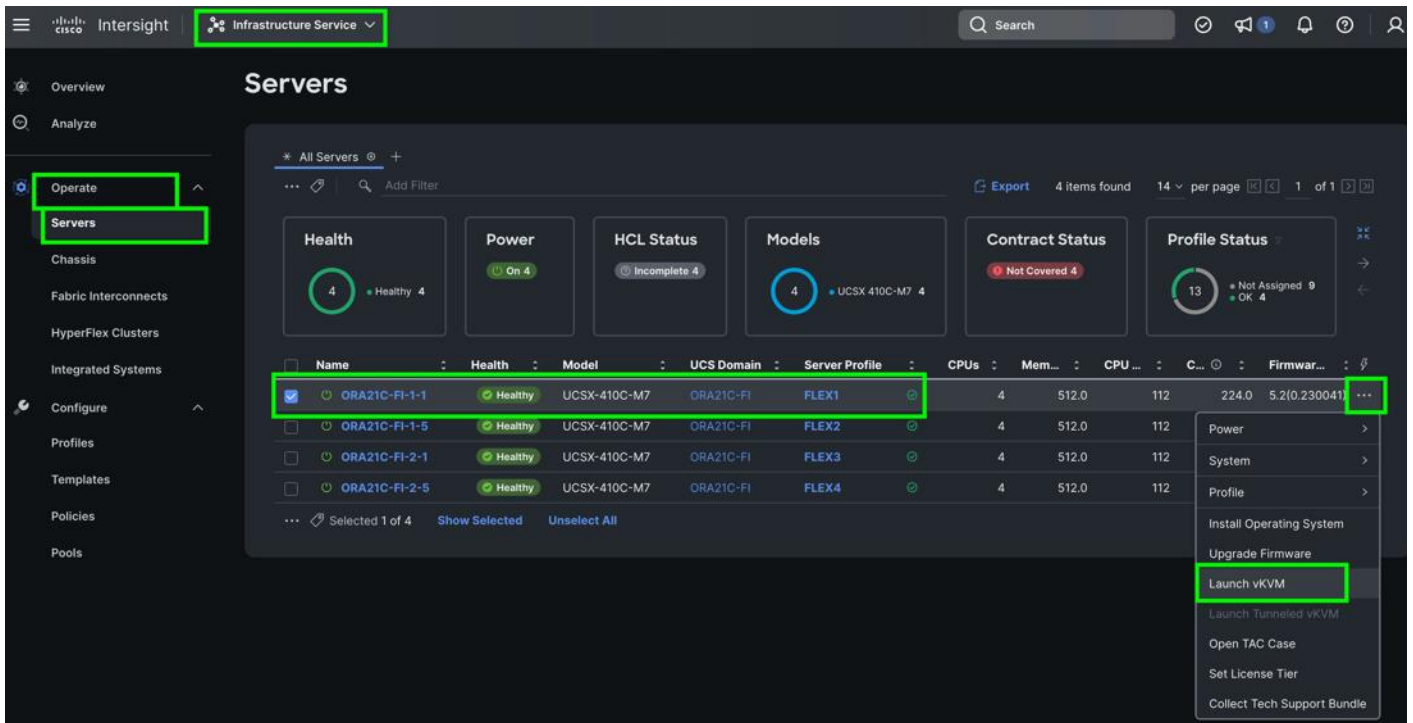 cisco Intersight Infrastructure Service Search 1
Overview
Servers
Analyze
All Servers +
... Add Filter Export 4 items found 14 per page 1 of 1
Operate
Servers
Health Power HCL Status Models Contract Status Profile Status
Chassis
On 4 Incomplete 4 Not Covered 4
4 Healthy 4 4 UCSX 410C-M7 4 13 Not Assigned 9
OK 4
Fabric Interconnects
HyperFlex Clusters
Integrated Systems
Name Health Model UCS Domain Server Profile CPUs Mem... CPU ... C... Firmwar...
ORA21C-FI-1-1 Healthy UCSX-410C-M7 ORA21C-FI FLEX1 4 512.0 112 224.0 5.2(0.230041) ...
Configure
ORA21C-FI-1-5 Healthy UCSX-410C-M7 ORA21C-FI FLEX2 4 512.0 112
Profiles
ORA21C-FI-2-1 Healthy UCSX-410C-M7 ORA21C-FI FLEX3 4 512.0 112
Templates
ORA21C-FI-2-5 Healthy UCSX-410C-M7 ORA21C-FI FLEX4 4 512.0 112
Policies
... Selected 1 of 4 Show Selected Unselect All
Pools
Power
System
Profile
Install Operating System
Upgrade Firmware
Launch vKVM
Launch Tunneled vKVM
Open TAC Case
Set License Tier
Collect Tech Support Bundle